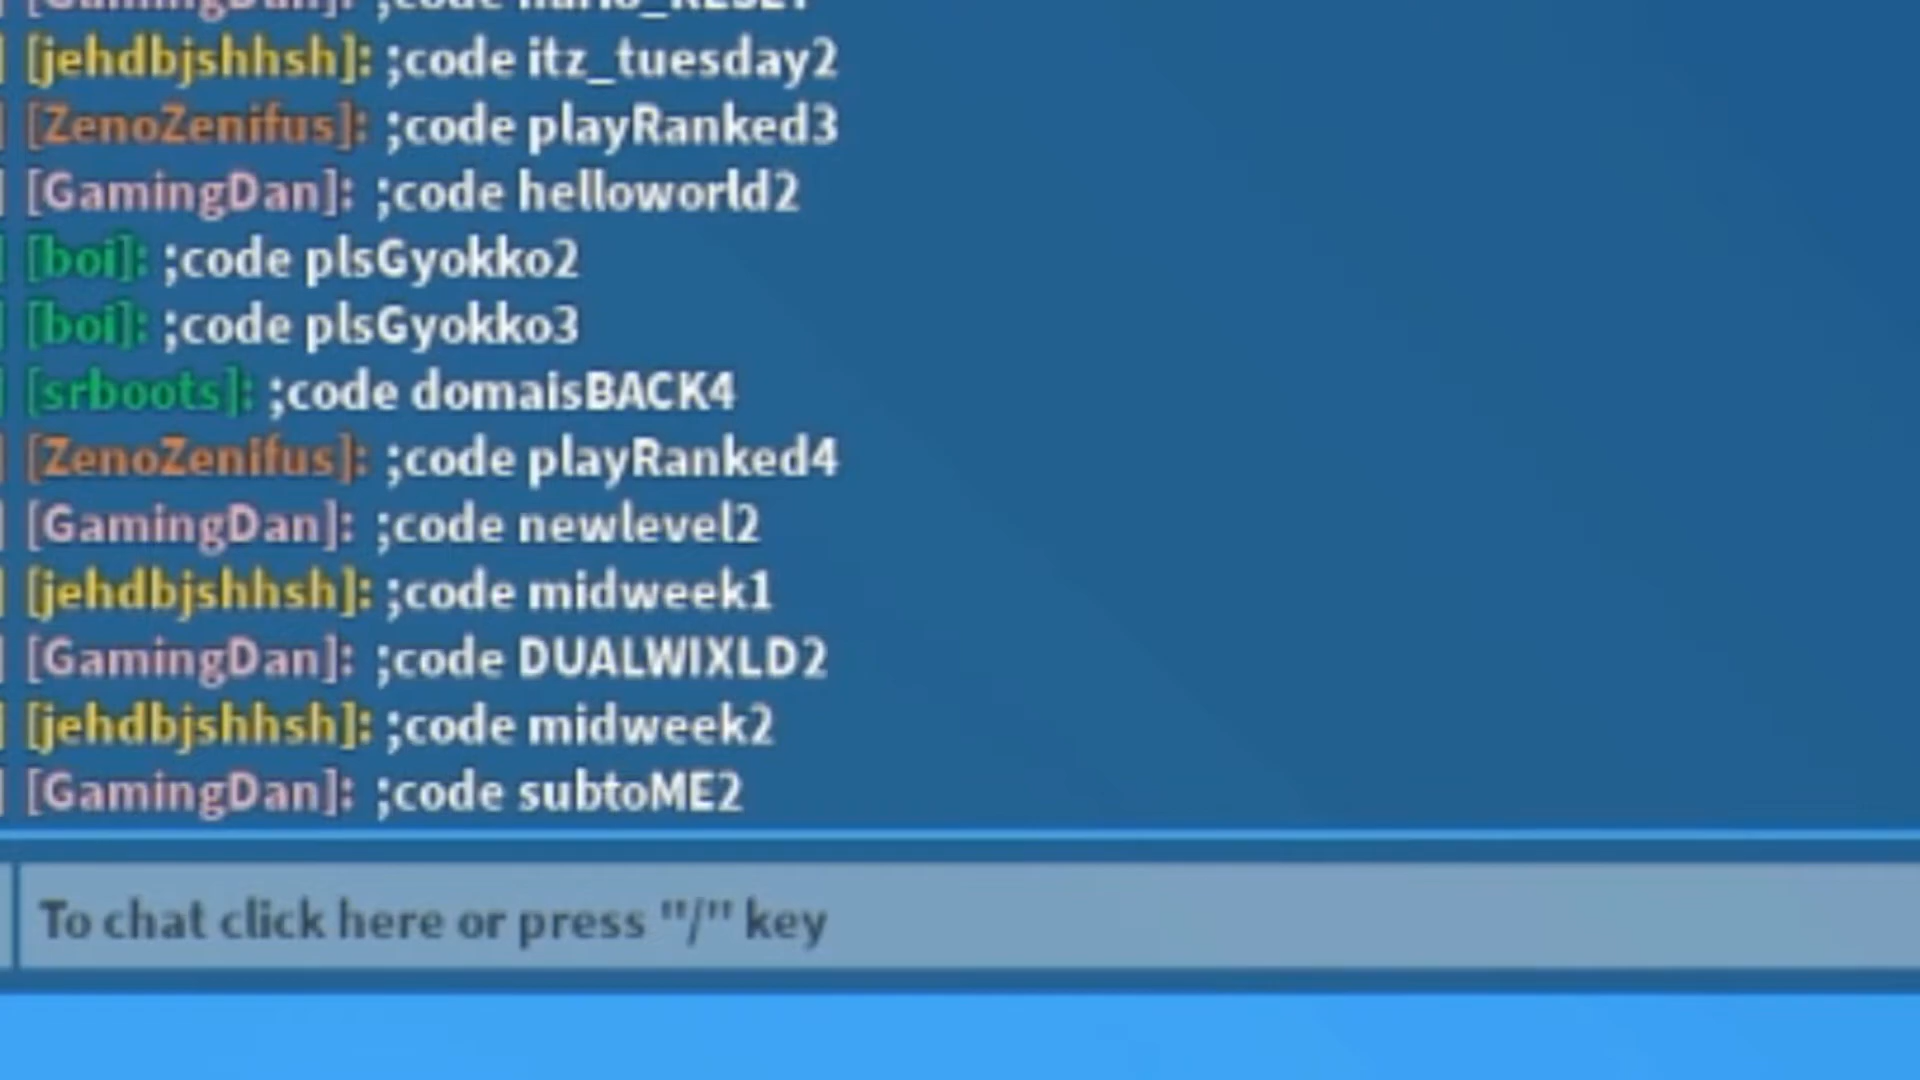 [GamingDan]: ;code
[jehdbjshhsh]: ;code itz_tuesday2
[ZenoZenifus]: ;code playRanked3
[GamingDan]: ;code helloworld2
[boi]: ;code plsGyokko2
[boi]: ;code plsGyokko3
[srboots]: ;code domaisBACK4
[ZenoZenifus]: ;code playRanked4
[GamingDan]: ;code newlevel2
[jehdbjshhsh]: ;code midweek1
[GamingDan]: ;code DUALWIXLD2
[jehdbjshhsh]: ;code midweek2
[GamingDan]: ;code subtoME2
To chat click here or press "/" key